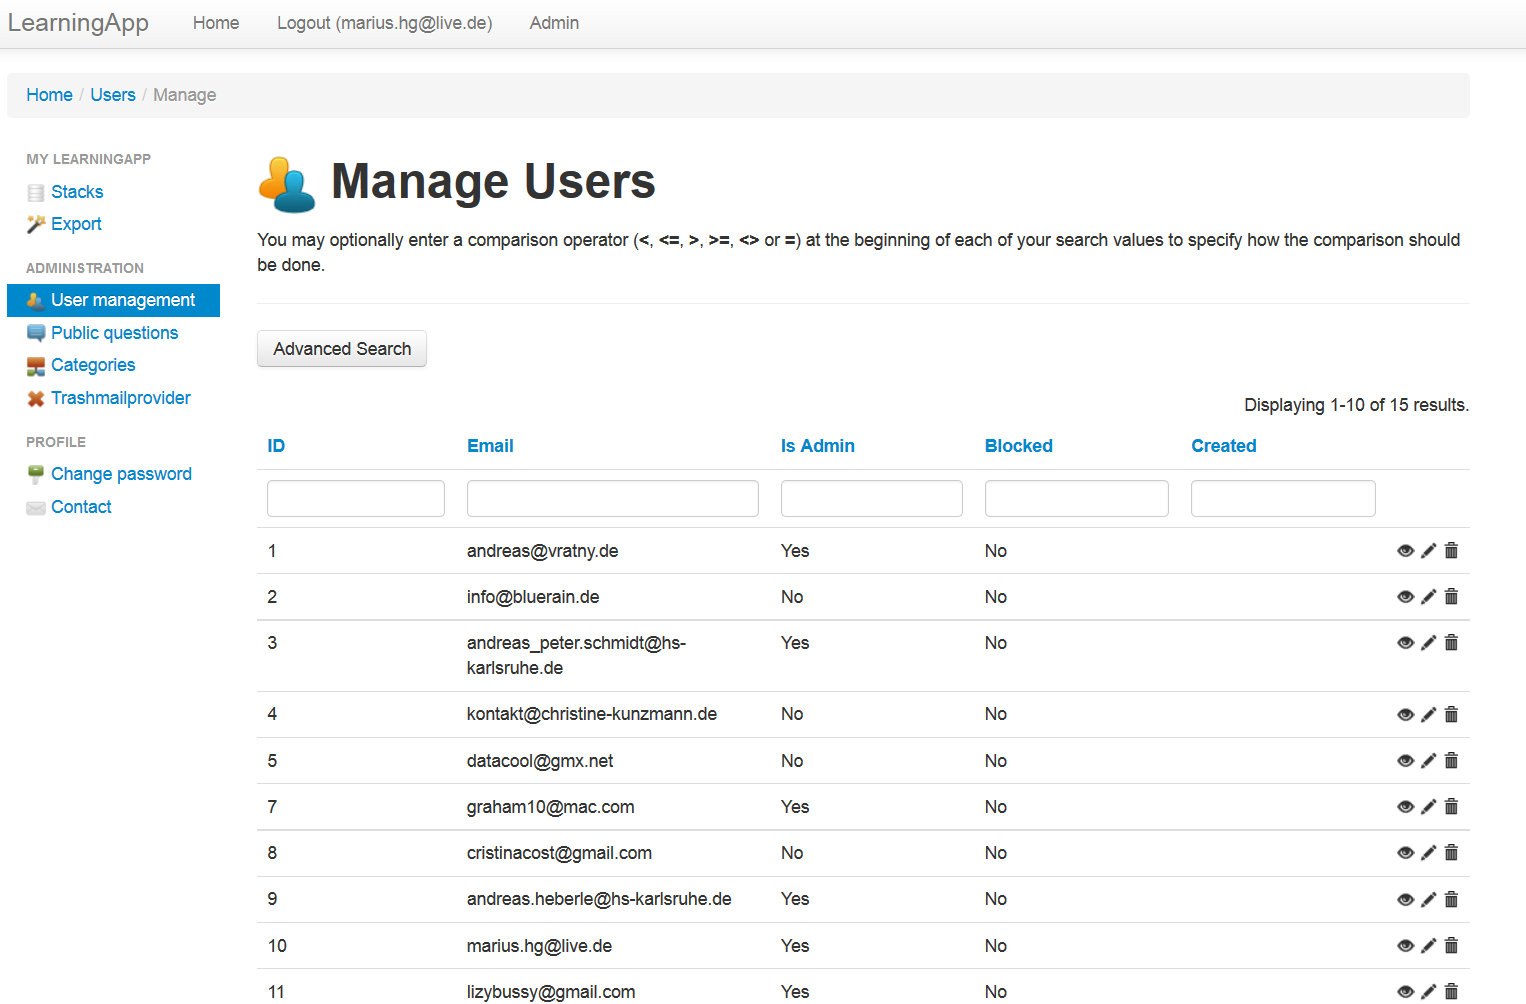 LearningApp Home Logout (marius.hg@live.de) Admin
Home / Users / Manage
MY LEARNINGAPP
Stacks
Export
ADMINISTRATION
User management
Public questions
Categories
Trashmailprovider
PROFILE
Change password
Contact
Manage Users
You may optionally enter a comparison operator (<, <=, >, >=, <> or =) at the beginning of each of your search values to specify how the comparison should
be done.
Advanced Search
Displaying 1-10 of 15 results.
ID Email Is Admin Blocked Created
1 andreas@vratny.de Yes No
2 info@bluerain.de No No
3 andreas_peter.schmidt@hs- Yes No
karlsruhe.de
4 kontakt@christine-kunzmann.de No No
5 datacool@gmx.net No No
7 graham10@mac.com Yes No
8 cristinacost@gmail.com No No
9 andreas.heberle@hs-karlsruhe.de Yes No
10 marius.hg@live.de Yes No
11 lizybussy@gmail.com Yes No